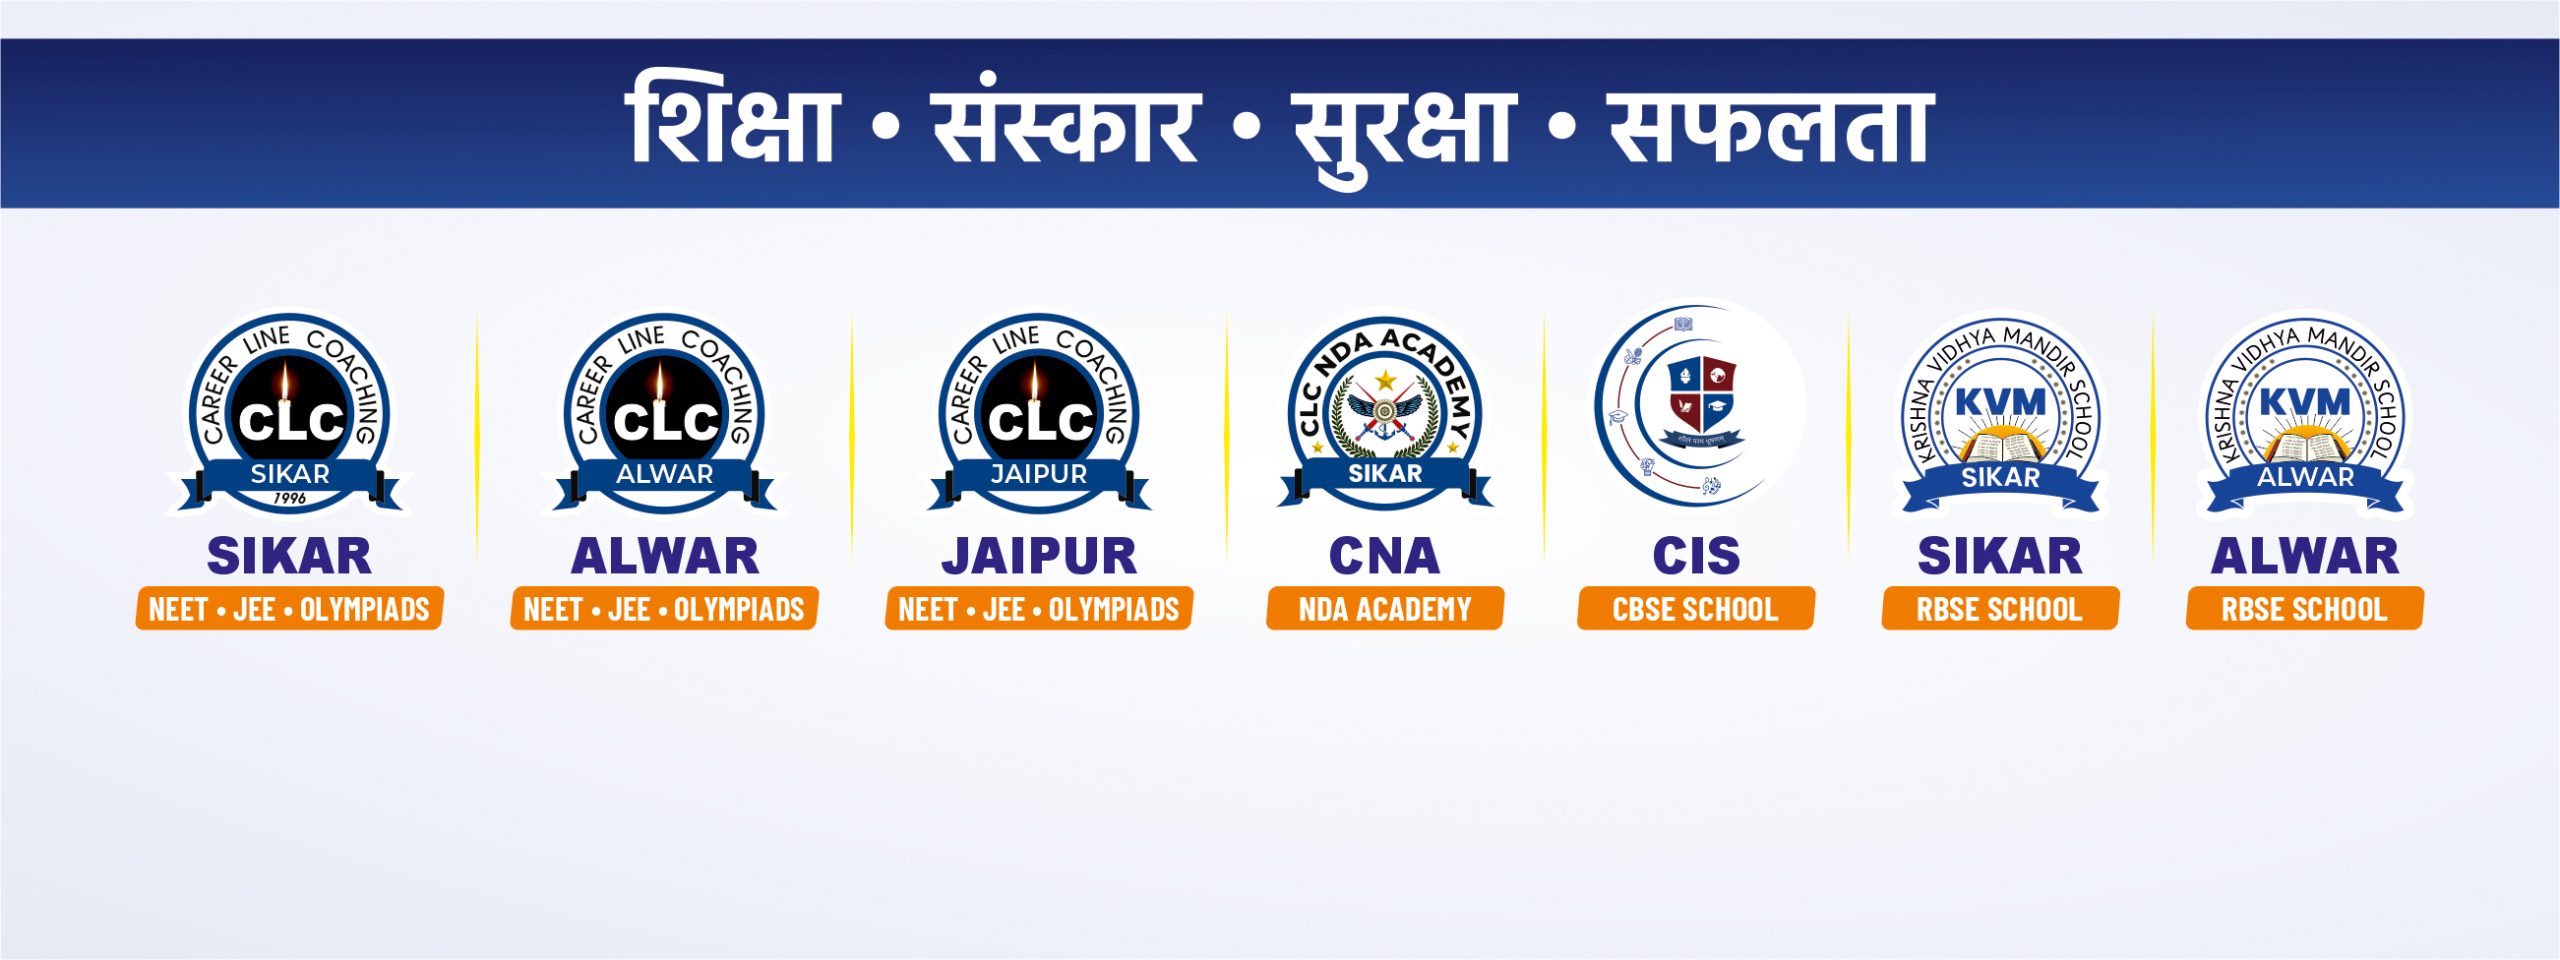 शिक्षा • संस्कार • सुरक्षा • सफलता
CAREER LINE COACHING
CLC
SIKAR
1996
SIKAR
NEET • JEE • OLYMPIADS
CAREER LINE COACHING
CLC
ALWAR
ALWAR
NEET • JEE • OLYMPIADS
CAREER LINE COACHING
CLC
JAIPUR
JAIPUR
NEET • JEE • OLYMPIADS
CLC NDA ACADEMY
SIKAR
CNA
NDA ACADEMY
शीलं परम भूषणम्
CIS
CBSE SCHOOL
KRISHNA VIDHYA MANDIR SCHOOL
KVM
SIKAR
SIKAR
RBSE SCHOOL
KRISHNA VIDHYA MANDIR SCHOOL
KVM
ALWAR
ALWAR
RBSE SCHOOL